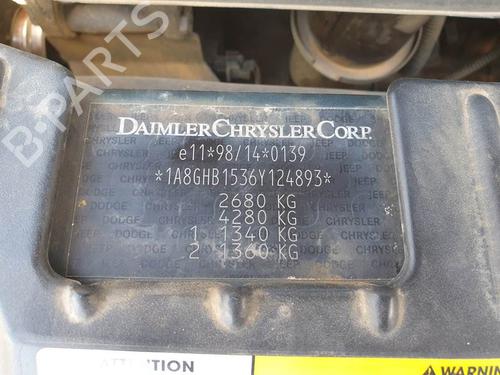 B-PARTS
DAIMLERCHRYSLER CORP.
e11*98/14*0139
*1A8GHB1536Y124893*
2680 KG
4280 KG
1 1340 KG
2 1360 KG
ATTENTION
WARNING